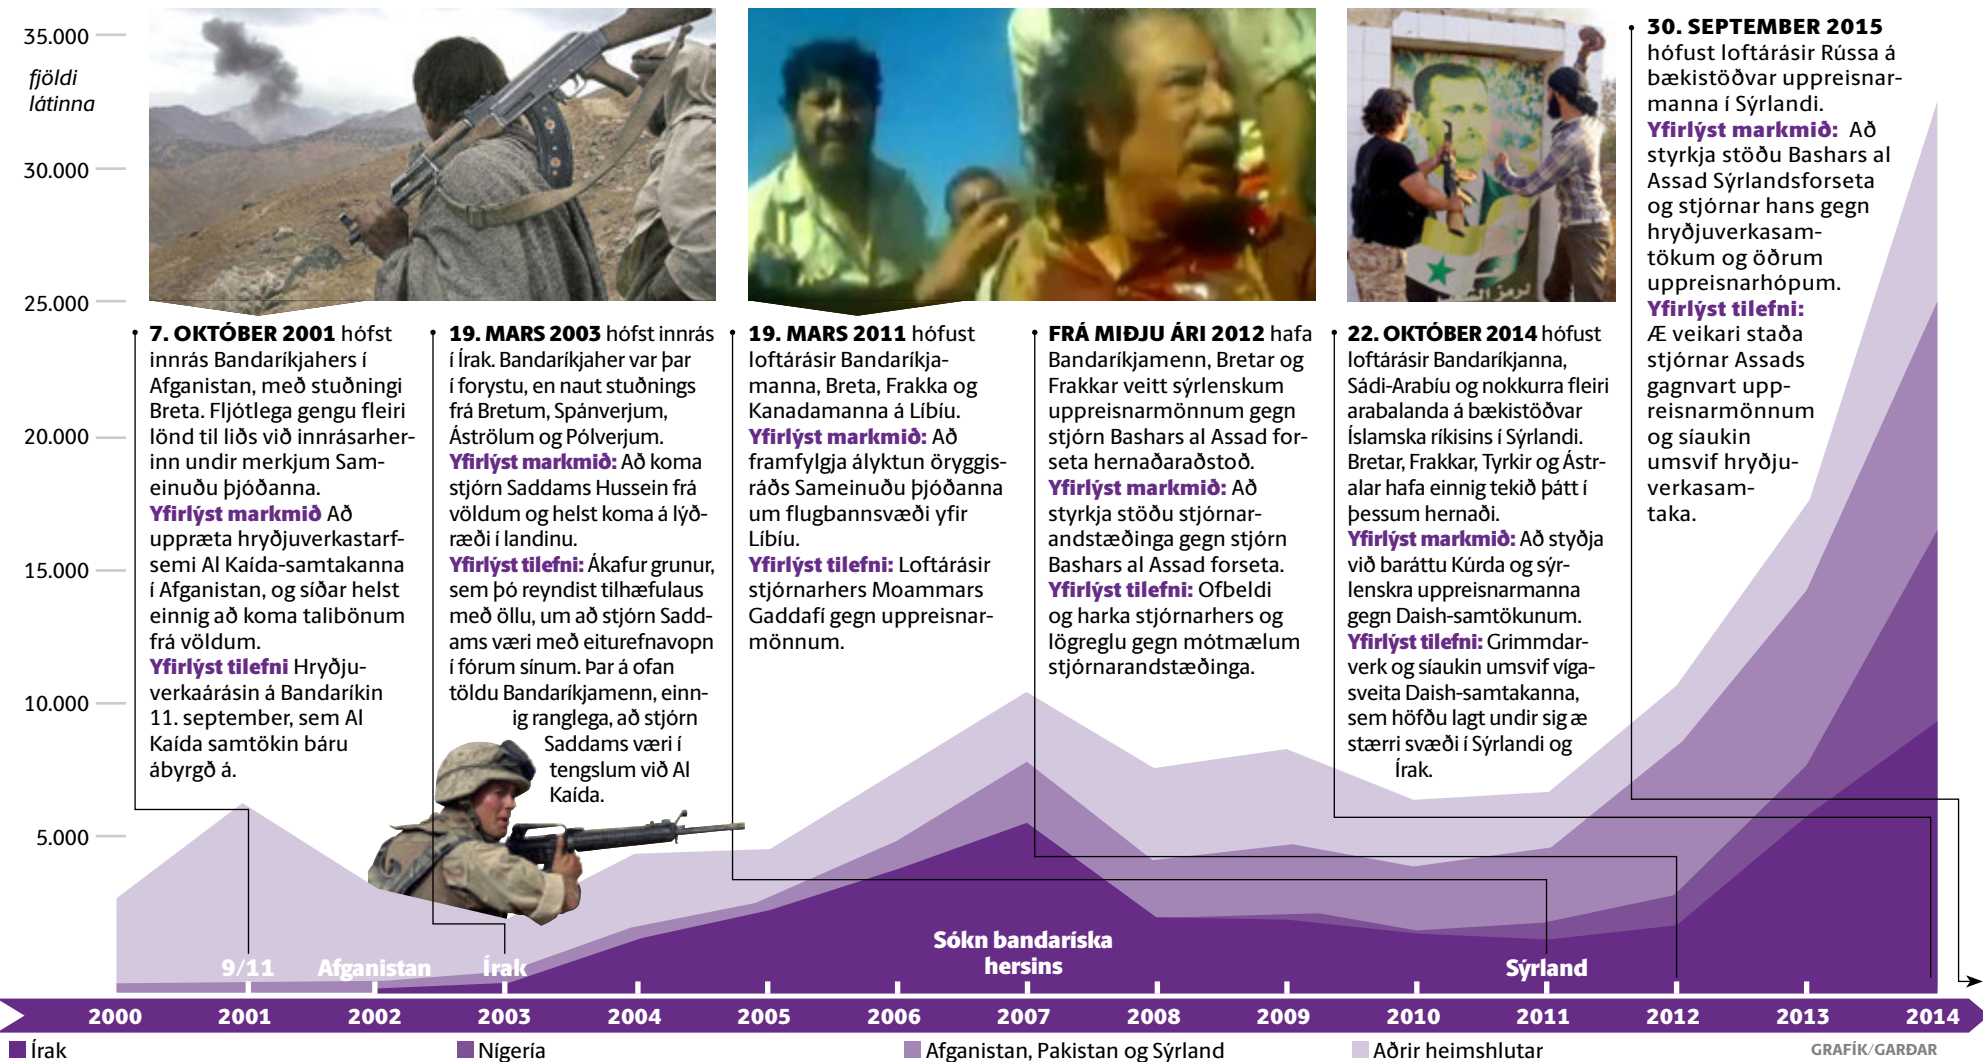 35.000
fjöldi
látinna
30.000
25.000
20.000
15.000
10.000
5.000
7. OKTÓBER 2001 hófst
innrás Bandaríkjahers í
Afganistan, með stuðningi
Breta. Fljótlega gengu fleiri
lönd til liðs við innrásarher-
inn undir merkjum Sam-
einuðu þjóðanna.
Yfirlýst markmið Að
uppræta hryðjuverkastarf-
semi Al Kaída-samtakanna
í Afganistan, og síðar helst
einnig að koma talibönum
frá völdum.
Yfirlýst tilefni Hryðju-
verkaárásin á Bandaríkin
11. september, sem Al
Kaída samtökin báru
ábyrgð á.
19. MARS 2003 hófst innrás
í Írak. Bandaríkjaher var þar
í forystu, en naut stuðnings
frá Bretum, Spánverjum,
Áströlum og Pólverjum.
Yfirlýst markmið: Að koma
stjórn Saddams Hussein frá
völdum og helst koma á lýð-
ræði í landinu.
Yfirlýst tilefni: Ákafur grunur,
sem þó reyndist tilhæfulaus
með öllu, um að stjórn Sadd-
ams væri með eiturefnavopn
í fórum sínum. Þar á ofan
töldu Bandaríkjamenn, einn-
ig ranglega, að stjórn
Saddams væri í
tengslum við Al
Kaída.
19. MARS 2011 hófust
loftárásir Bandaríkja-
manna, Breta, Frakka og
Kanadamanna á Líbíu.
Yfirlýst markmið: Að
framfylgja ályktun öryggis-
ráðs Sameinuðu þjóðanna
um flugbannsvæði yfir
Líbíu.
Yfirlýst tilefni: Loftárásir
stjórnarhers Moammars
Gaddafí gegn uppreisnar-
mönnum.
FRÁ MIÐJU ÁRI 2012 hafa
Bandaríkjamenn, Bretar og
Frakkar veitt sýrlenskum
uppreisnarmönnum gegn
stjórn Bashars al Assad for-
seta hernaðaraðstoð.
Yfirlýst markmið: Að
styrkja stöðu stjórnar-
andstæðinga gegn stjórn
Bashars al Assad forseta.
Yfirlýst tilefni: Ofbeldi
og harka stjórnarhers og
lögreglu gegn mótmælum
stjórnarandstæðinga.
22. OKTÓBER 2014 hófust
loftárásir Bandaríkjanna,
Sádi-Arabíu og nokkurra fleiri
arabalanda á bækistöðvar
Íslamska ríkisins í Sýrlandi.
Bretar, Frakkar, Tyrkir og Ástr-
alar hafa einnig tekið þátt í
þessum hernaði.
Yfirlýst markmið: Að styðja
við baráttu Kúrda og sýr-
lenskra uppreisnarmanna
gegn Daish-samtökunum.
Yfirlýst tilefni: Grimmdar-
verk og síaukin umsvif víga-
sveita Daish-samtakanna,
sem höfðu lagt undir sig æ
stærri svæði í Sýrlandi og
Írak.
30. SEPTEMBER 2015
hófust loftárásir Rússa á
bækistöðvar uppreisnar-
manna í Sýrlandi.
Yfirlýst markmið: Að
styrkja stöðu Bashars al
Assad Sýrlandsforseta
og stjórnar hans gegn
hryðjuverkasam-
tökum og öðrum
uppreisnarhópum.
Yfirlýst tilefni:
Æ veikari staða
stjórnar Assads
gagnvart upp-
reisnarmönnum
og síaukin
umsvif hryðju-
verkasam-
taka.
9/11 Afganistan Írak
Sókn bandaríska
hersins
Sýrland
2000 2001 2002 2003 2004 2005 2006 2007 2008 2009 2010 2011 2012 2013 2014
Írak Nígería Afganistan, Pakistan og Sýrland Aðrir heimshlutar
GRAFÍK/GARÐAR